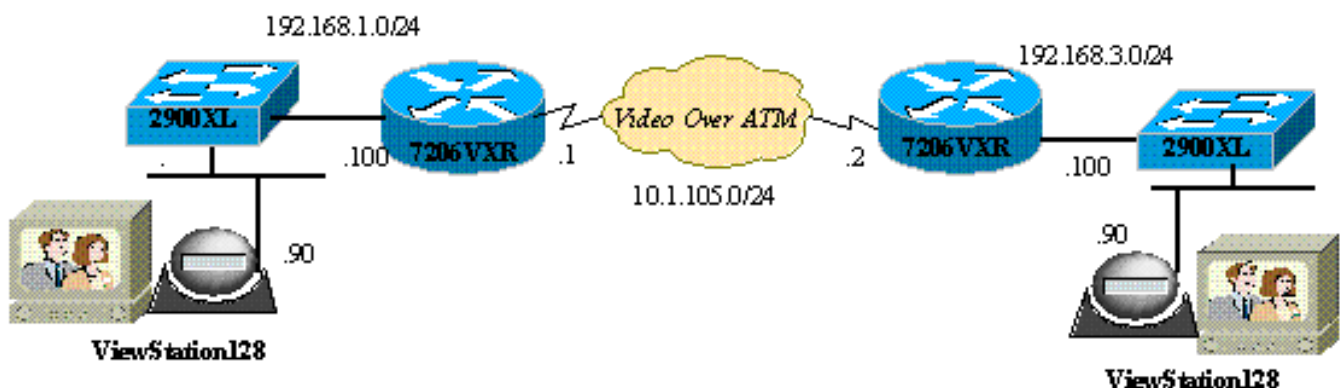 192.168.1.0/24
192.168.3.0/24
2900XL
7206VXR
Video Over ATM
7206VXR
2900XL
.
.100
.1
.2
.100
10.1.105.0/24
.90
.90
ViewStation128
ViewStation128